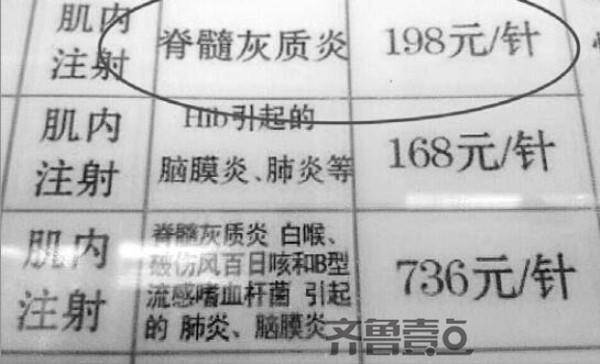 肌内
注射
脊髓灰质炎
198元/针
肌内
注射
Hib引起的
脑膜炎、肺炎等
168元/针
肌内
注射
脊髓灰质炎 白喉、
破伤风百日咳和B型
流感嗜血杆菌 引起
的 肺炎、脑膜炎
736元/针
齐鲁壹点